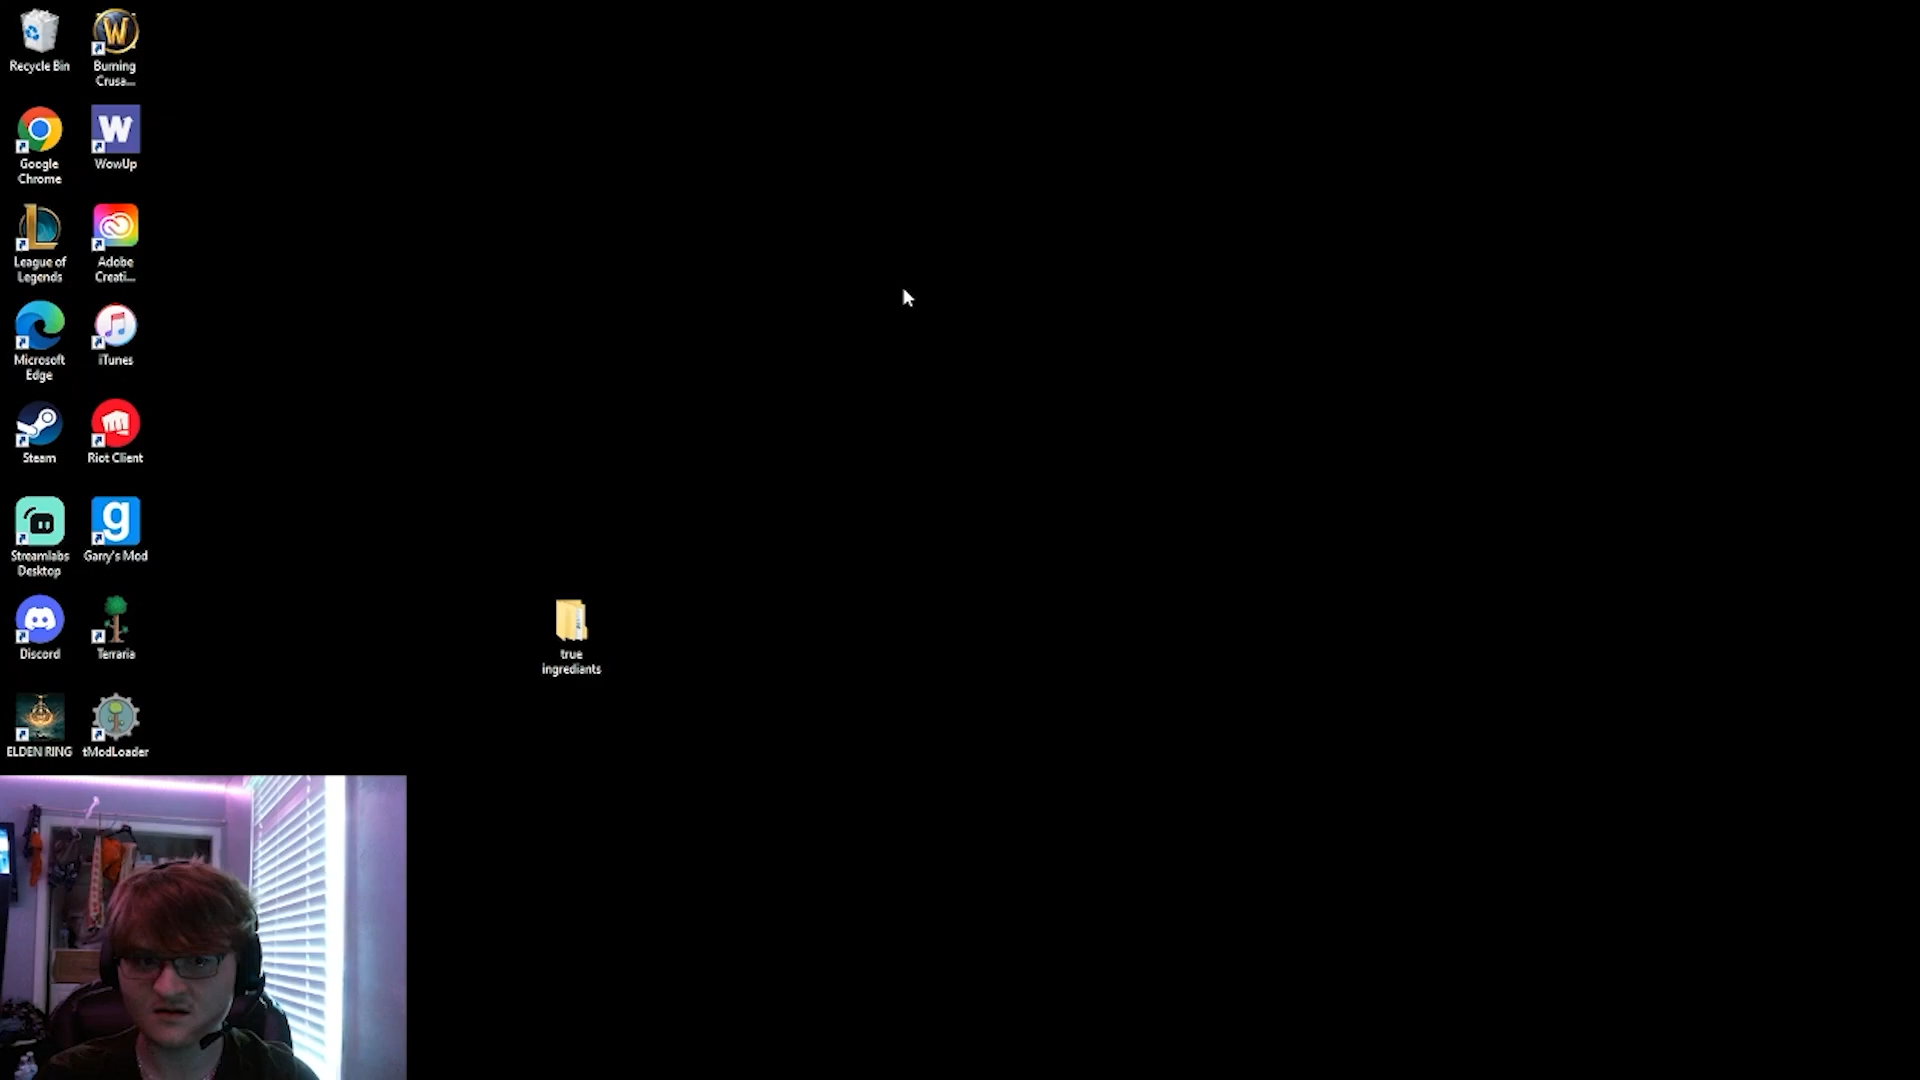 Recycle Bin
Burning
Crusa...
Google
Chrome
WowUp
League of
Legends
Adobe
Creati...
Microsoft
Edge
iTunes
Steam
Riot Client
Streamlabs
Desktop
Garry's Mod
Discord
Terraria
true
ingrediants
ELDEN RING
tModLoader